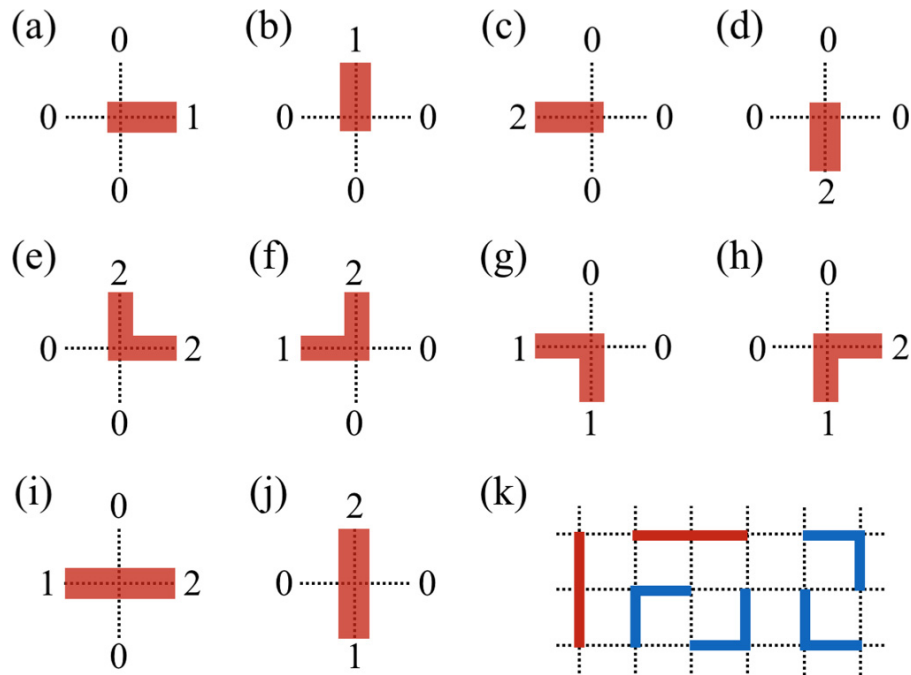 (a) (b) (c) (d)
0 1 0 0
0 1 0 0 2 0 0 0
0 0 0 2
(e) (f) (g) (h)
2 2 0 0
0 2 1 0 1 0 0 2
0 0 1 1
(i) (j) (k)
0 2
1 2 0 0
0 1